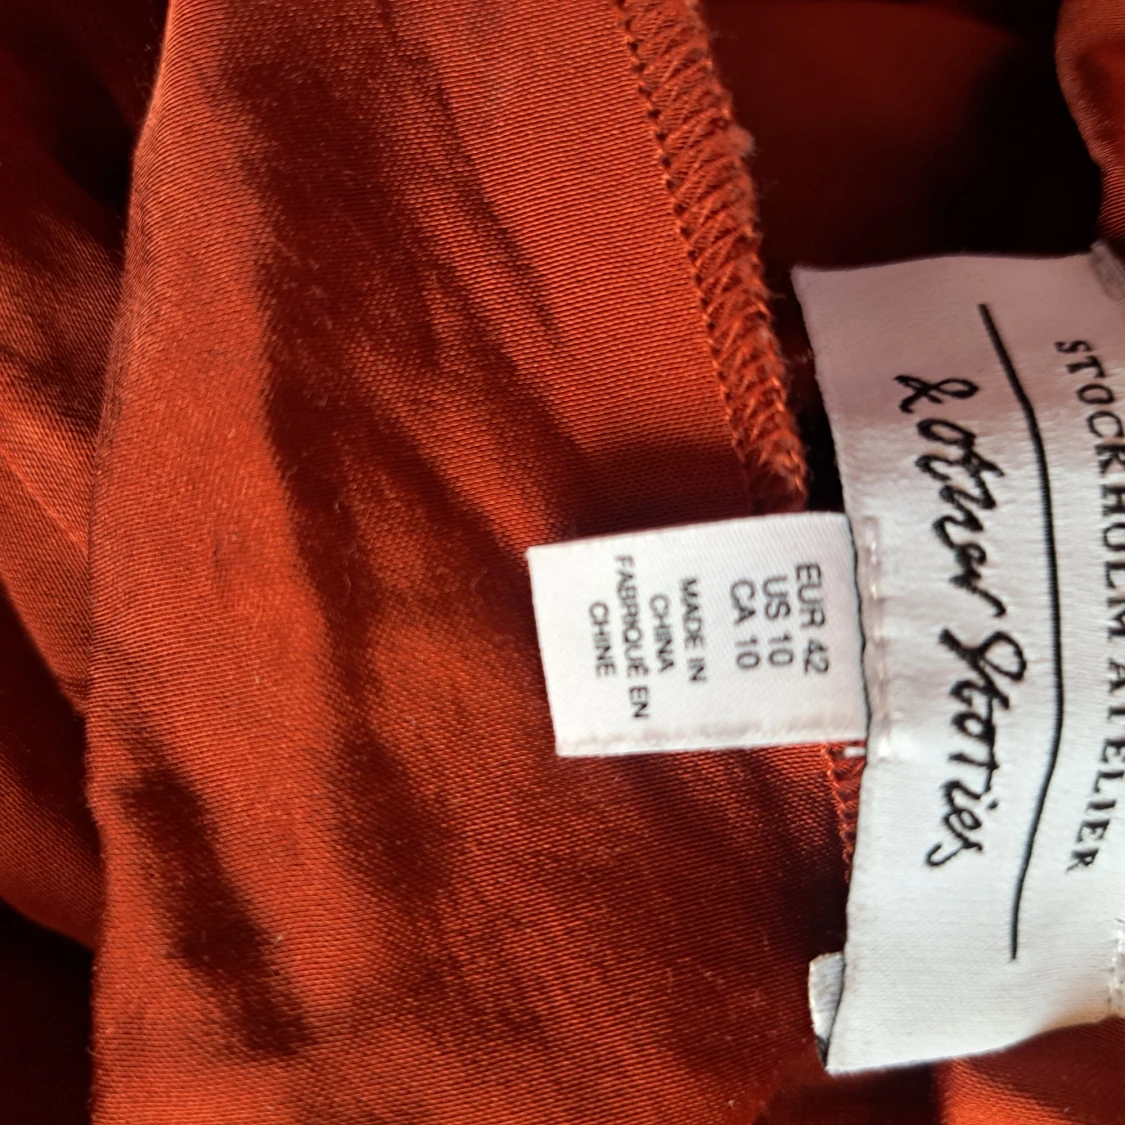 & other Stories
STOCKHOLM ATELIER
EUR 42
US 10
CA 10
MADE IN
CHINA
FABRIQUÉ EN
CHINE